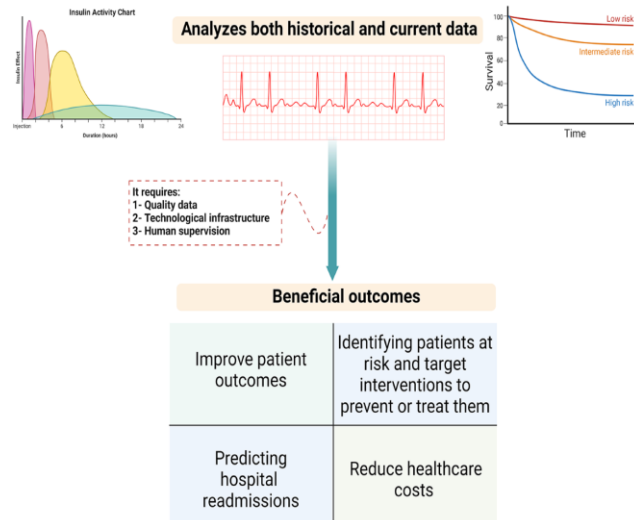 Insulin Activity Chart
Insulin Effect
Injection
6
12
18
24
Duration (hours)
Analyzes both historical and current data
Survival
100
80
60
40
20
0
Low risk
Intermediate risk
High risk
Time
It requires:
1- Quality data
2- Technological infrastructure
3- Human supervision
Beneficial outcomes
Improve patient
outcomes
Identifying patients at
risk and target
interventions to
prevent or treat them
Predicting
hospital
readmissions
Reduce healthcare
costs